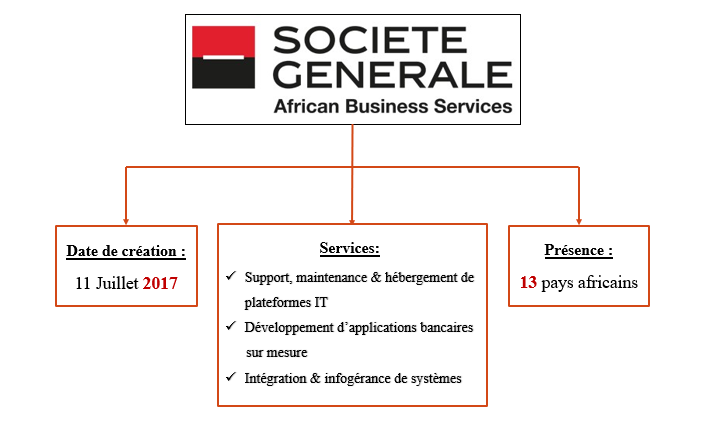 SOCIETE
GENERALE
African Business Services
Date de création :
11 Juillet 2017
Services:
✓ Support, maintenance & hébergement de
plateformes IT
✓ Développement d’applications bancaires
sur mesure
✓ Intégration & infogérance de systèmes
Présence :
13 pays africains